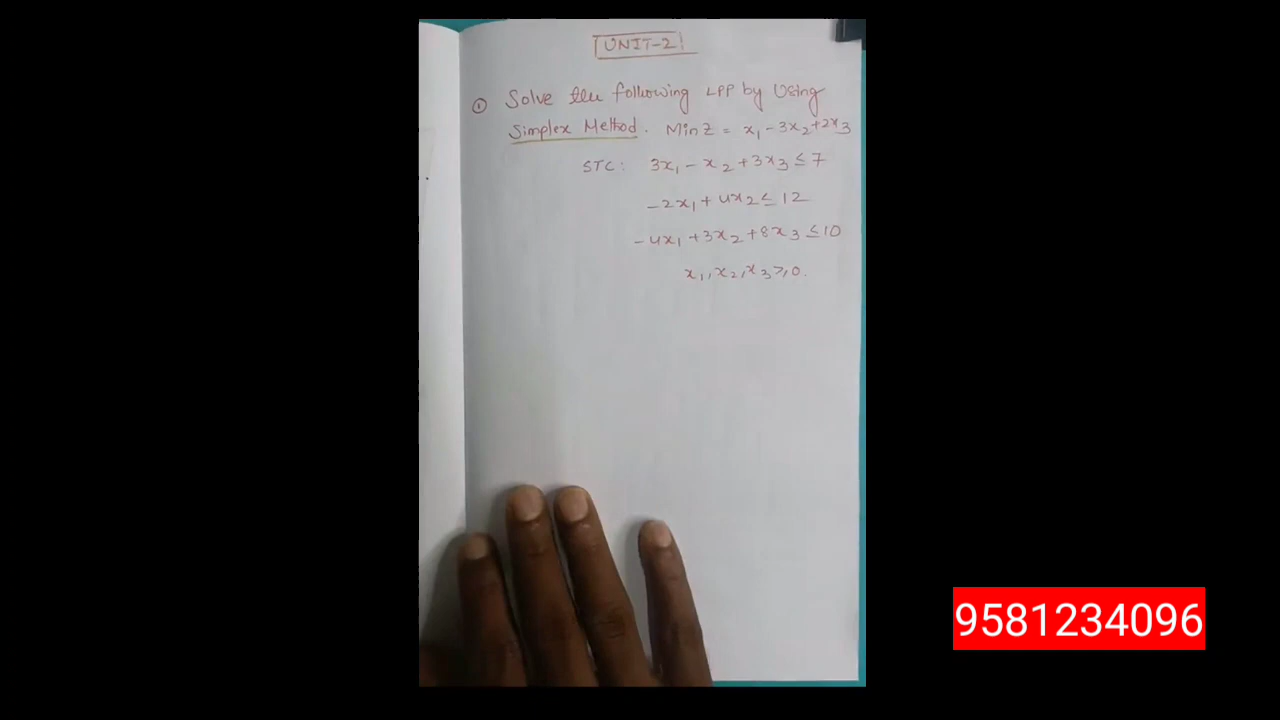 UNIT-2!
① Solve the following LPP by Using
Simplex Method. Min Z = x₁ - 3x₂ + 2x₃
STC: 3x₁ - x₂ + 3x₃ ≤ 7
-2x₁ + 4x₂ ≤ 12
-4x₁ + 3x₂ + 8x₃ ≤ 10
x₁, x₂, x₃ ≥ 0.
9581234096